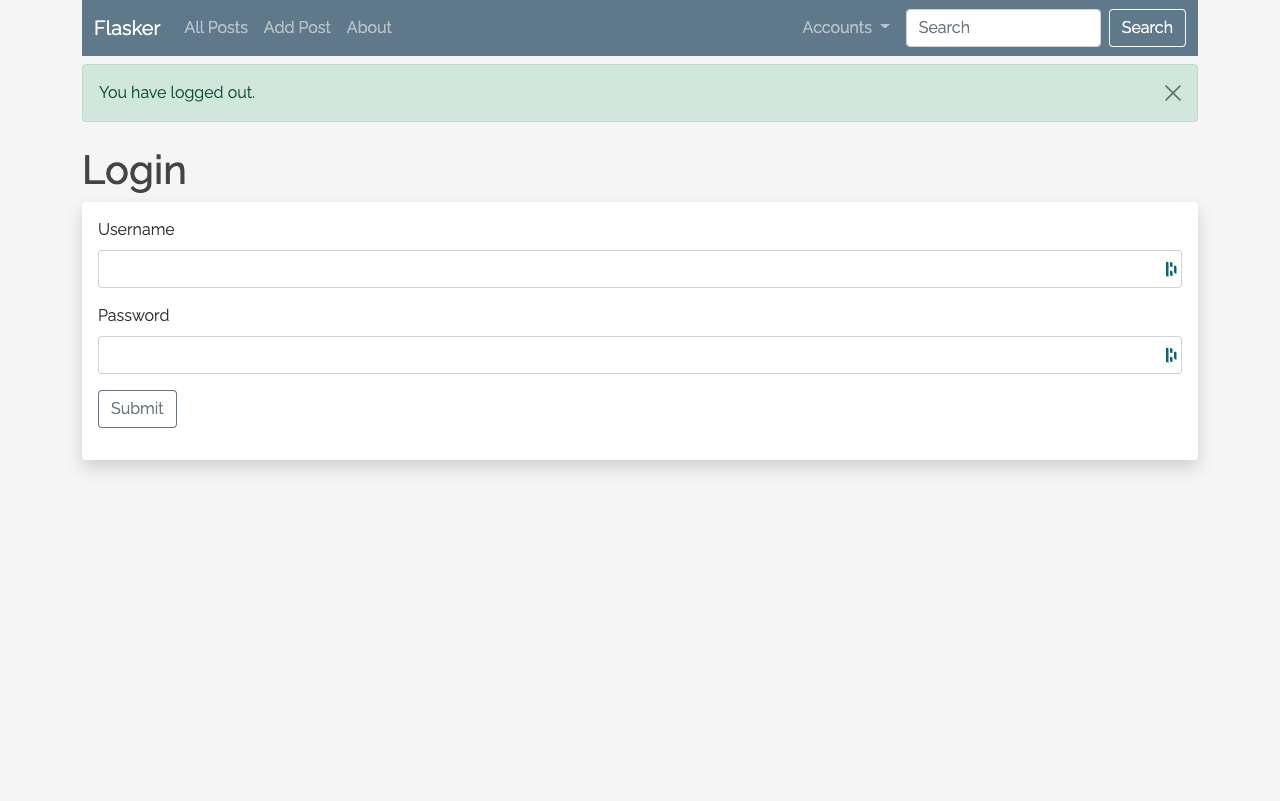 Flasker All Posts Add Post About Accounts Search Search
You have logged out.
Login
Username
Password
Submit